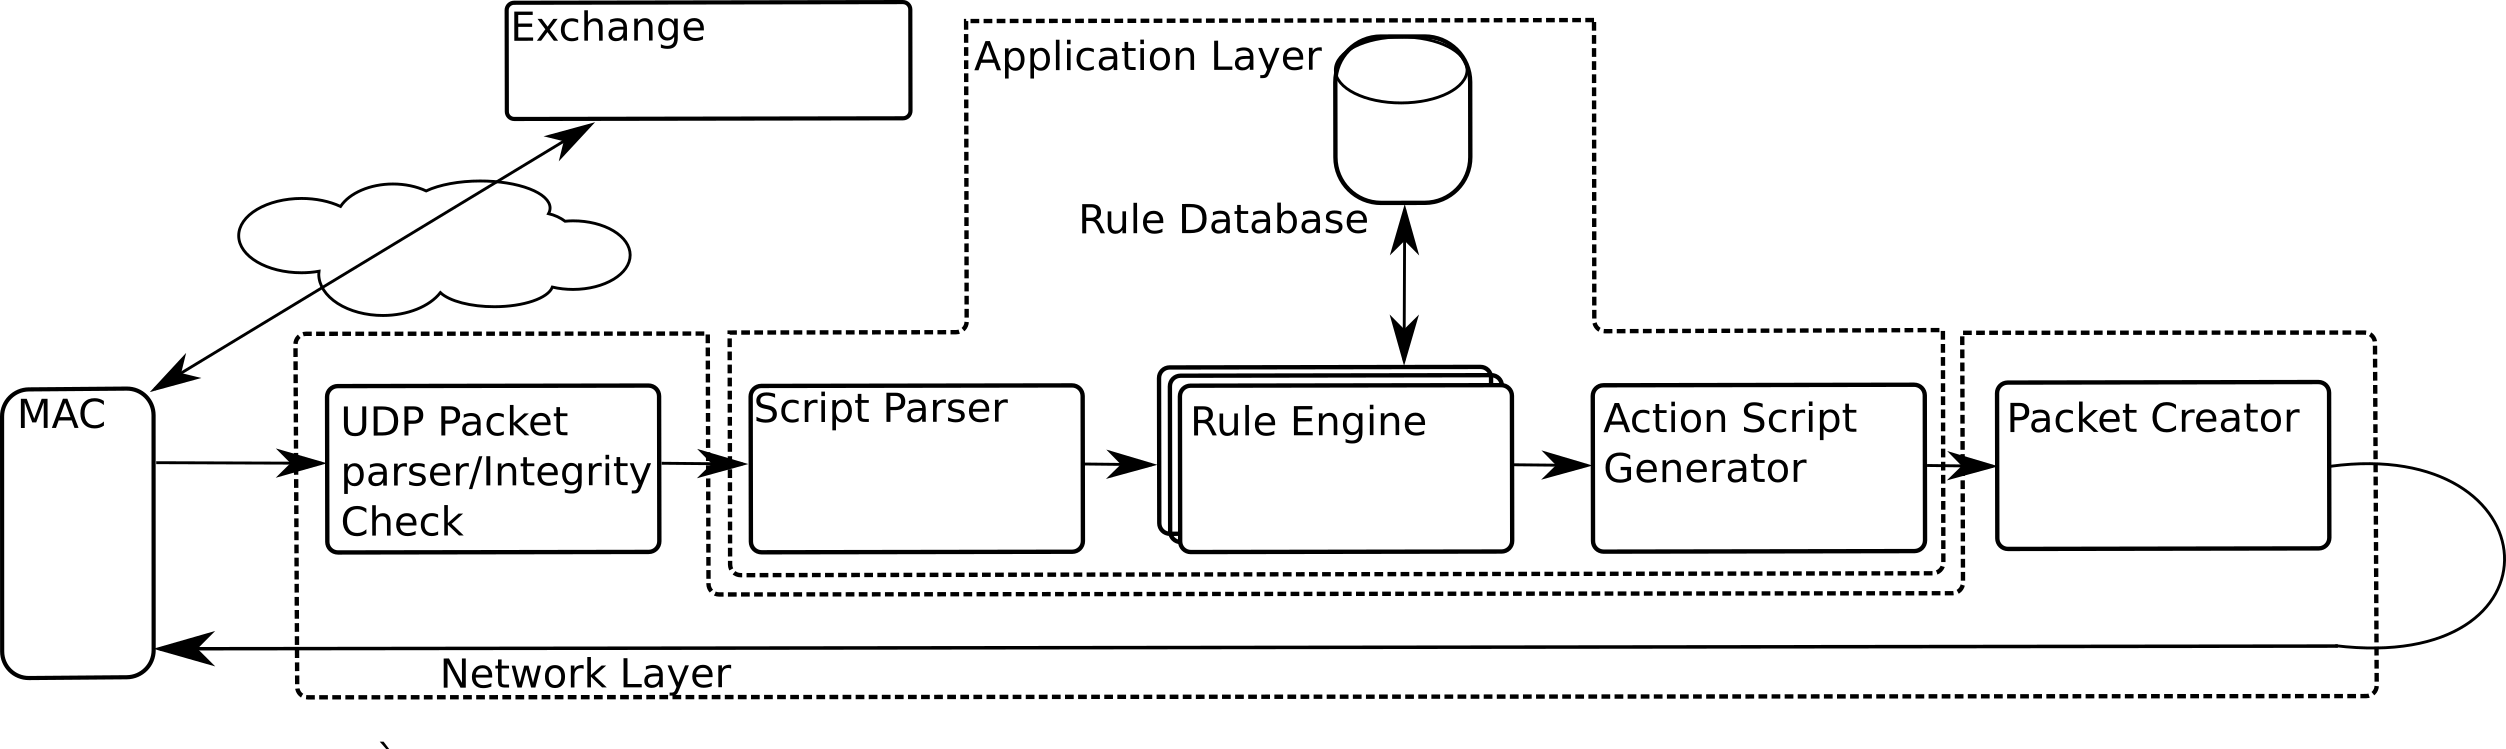 Exchange
Application Layer
Rule Database
MAC
UDP Packet
parser/Integrity
Check
Script Parser
Rule Engine
Action Script
Generator
Packet Creator
Network Layer
`